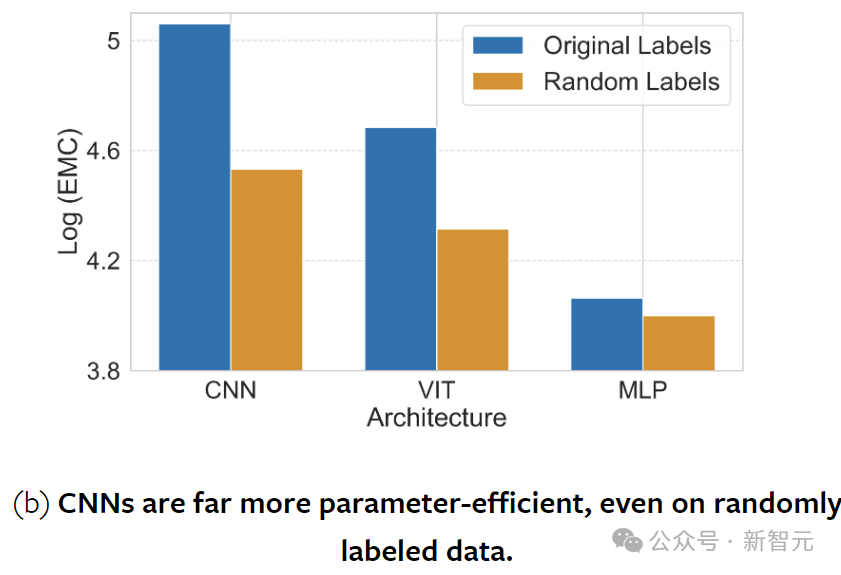 5
4.6
4.2
3.8
Log (EMC)
Original Labels
Random Labels
CNN VIT MLP
Architecture
(b) CNNs are far more parameter-efficient, even on randomly
labeled data.
公众号 · 新智元